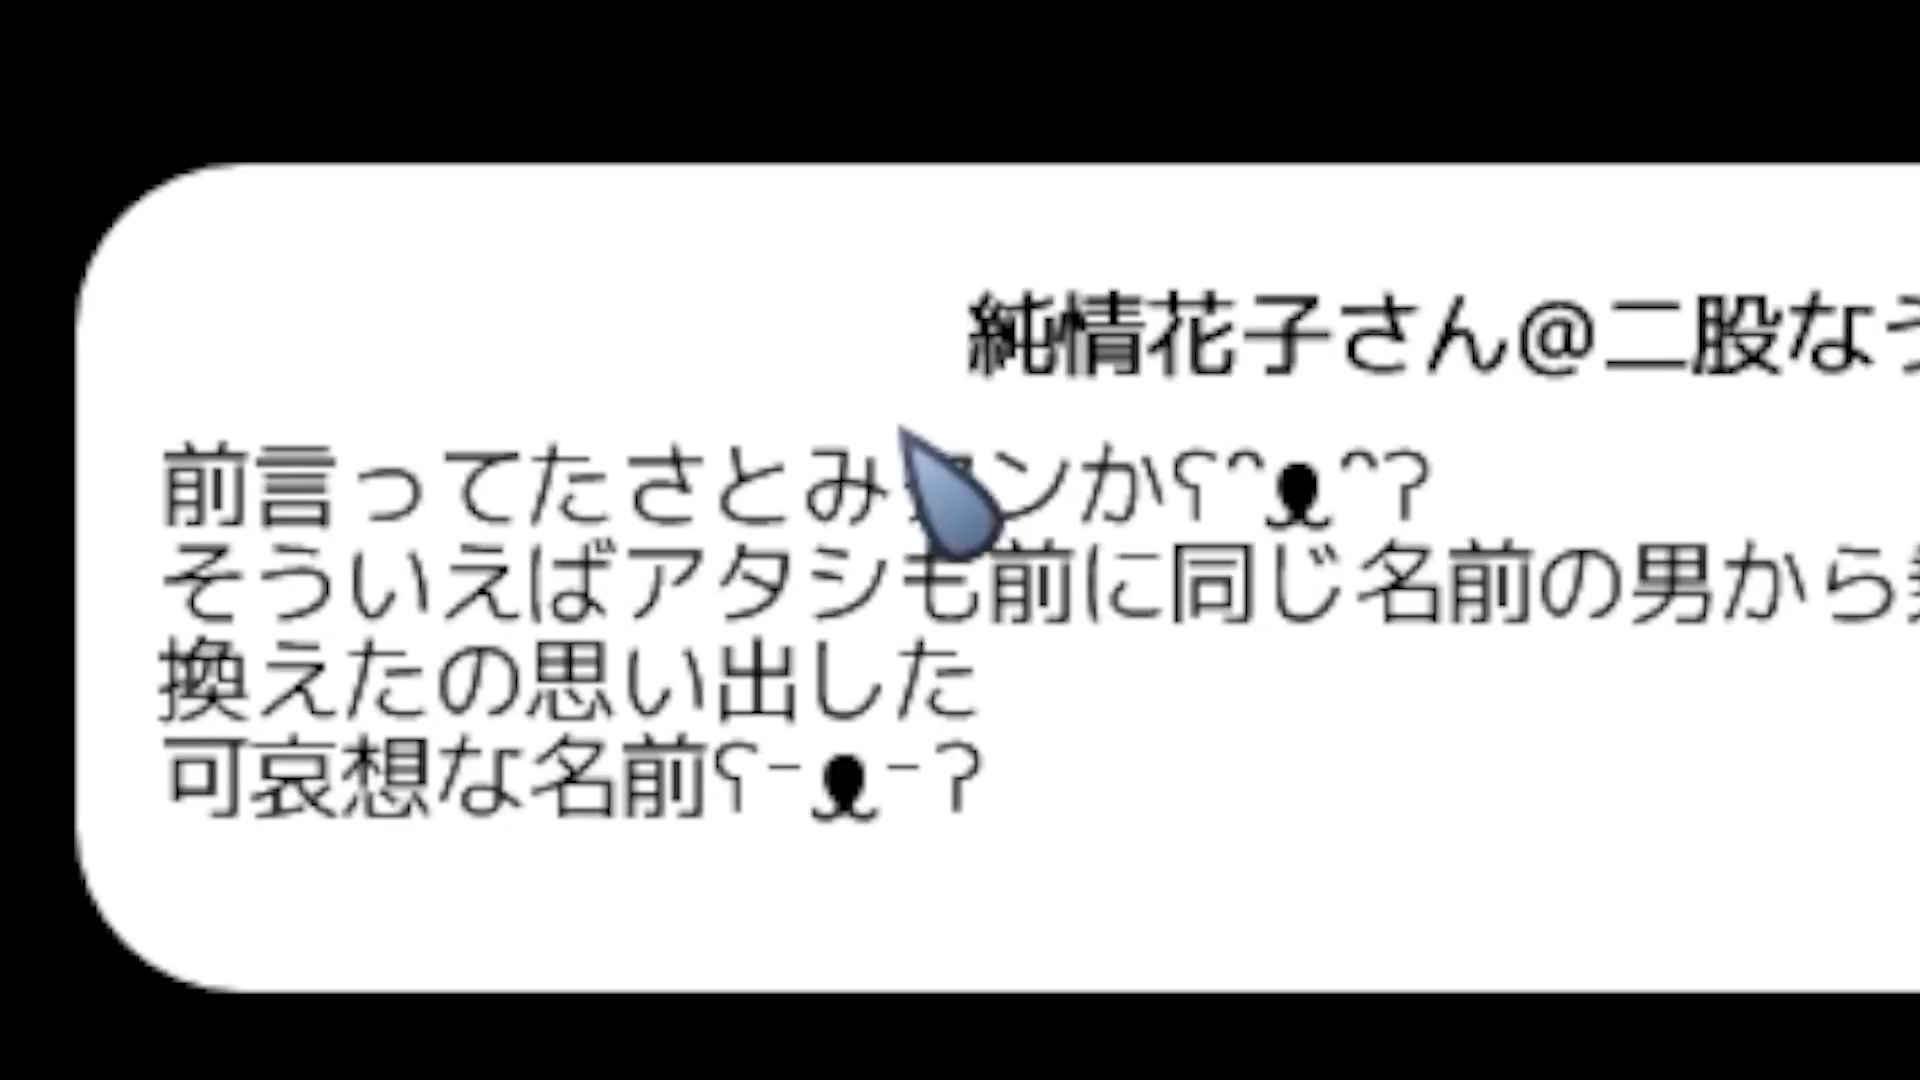 純情花子さん@二股なう
前言ってたさとみ ンかʕ^ᴥ^ʔ
そういえばアタシも前に同じ名前の男から
換えたの思い出した
可哀想な名前ʕ⁻ᴥ⁻ʔ